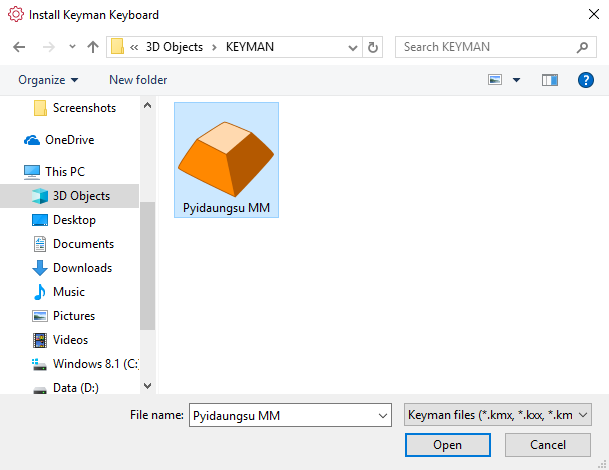 Install Keyman Keyboard
3D Objects
KEYMAN
Search KEYMAN
Organize
New folder
Screenshots
OneDrive
This PC
3D Objects
Desktop
Documents
Downloads
Music
Pictures
Videos
Windows 8.1 (C:
Data (D:)
Pyidaungsu MM
File name:
Pyidaungsu MM
Keyman files (*.kmx, *.kxx, *.km
Open
Cancel